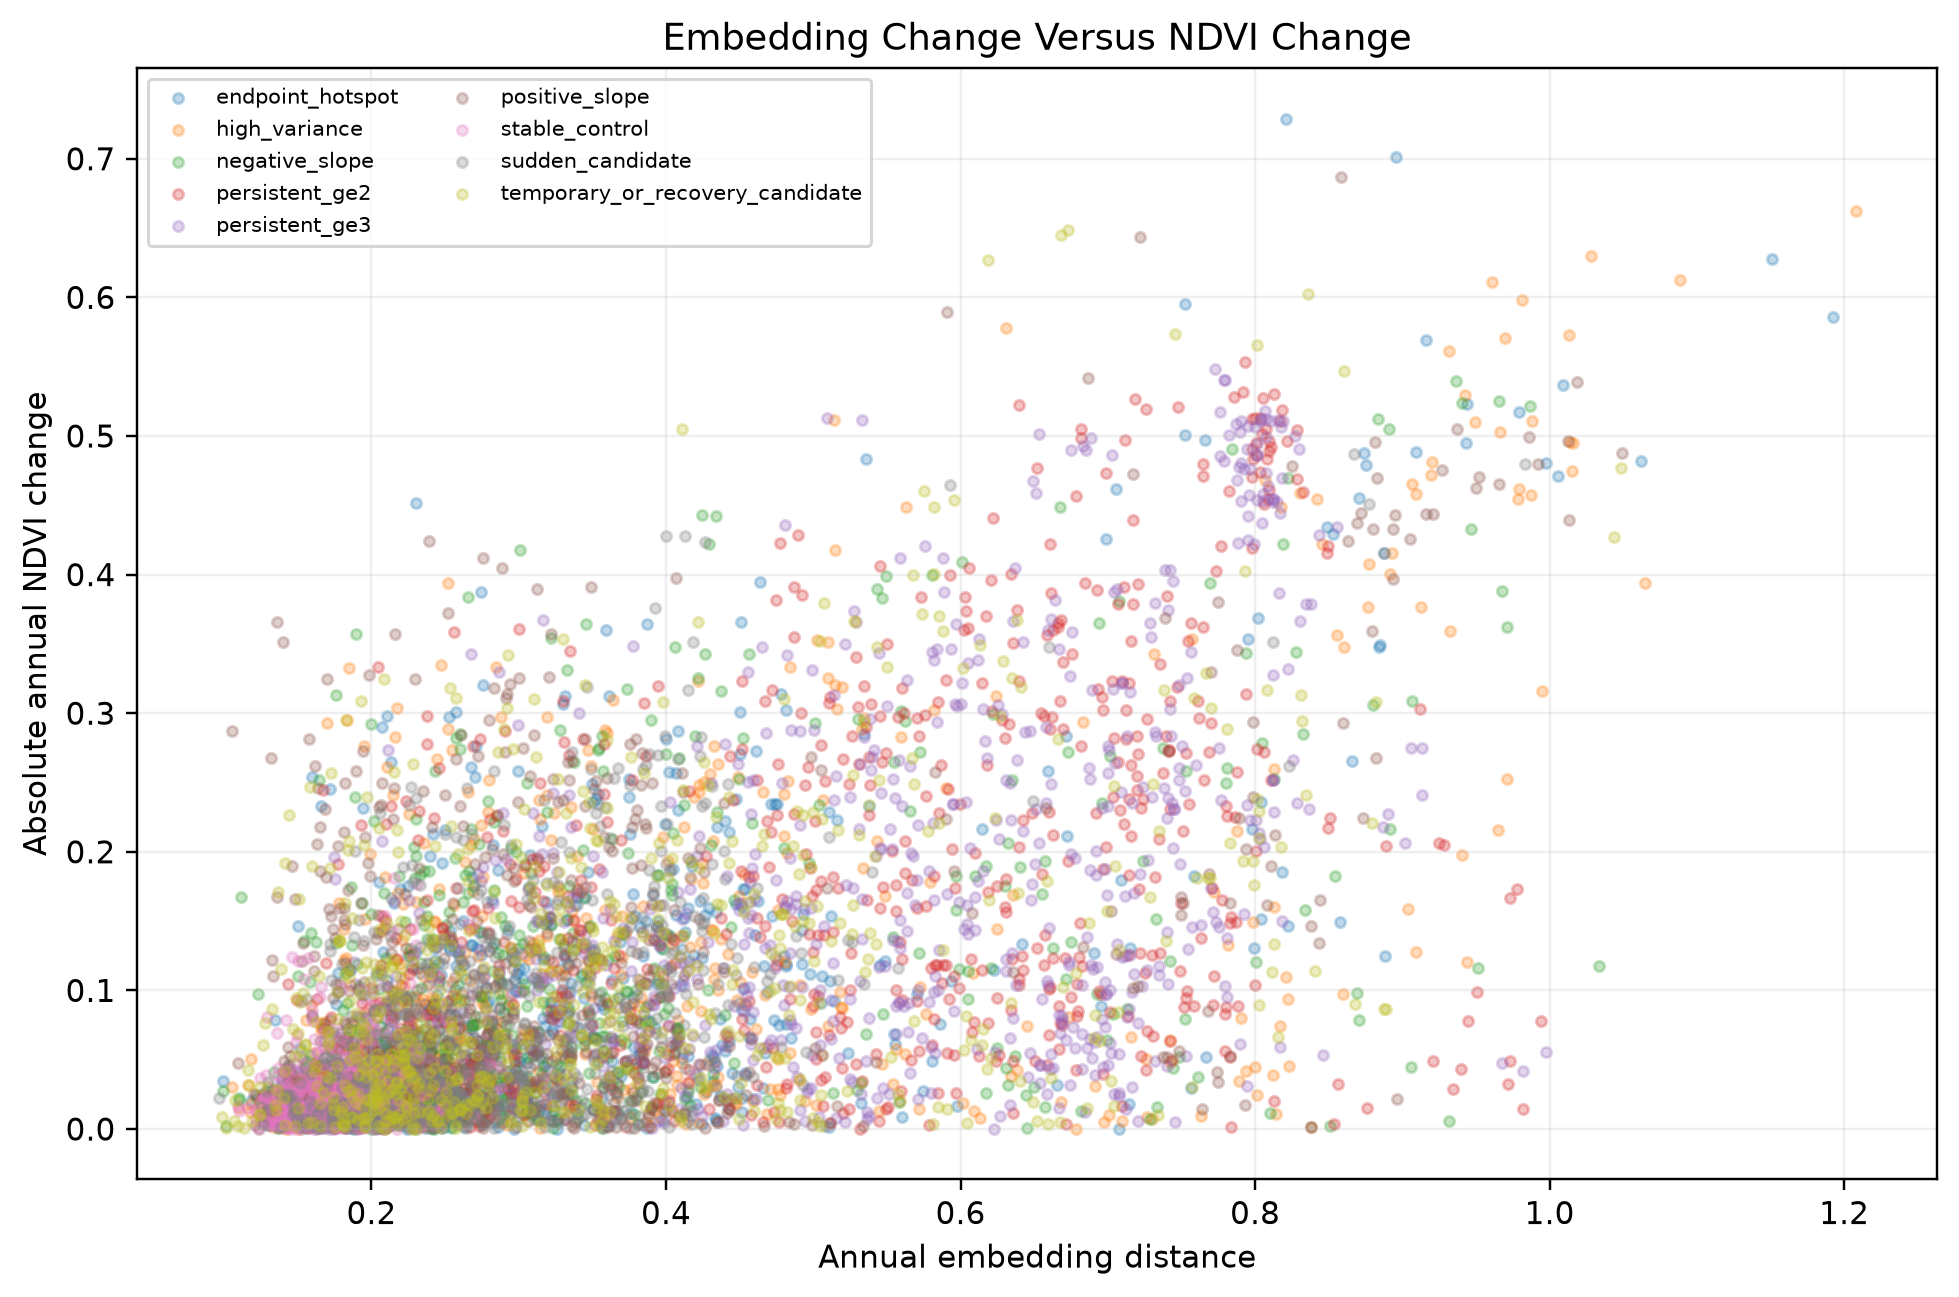 Embedding Change Versus NDVI Change
endpoint_hotspot
high_variance
negative_slope
persistent_ge2
persistent_ge3
positive_slope
stable_control
sudden_candidate
temporary_or_recovery_candidate
Absolute annual NDVI change
0.7
0.6
0.5
0.4
0.3
0.2
0.1
0.0
0.2 0.4 0.6 0.8 1.0 1.2
Annual embedding distance